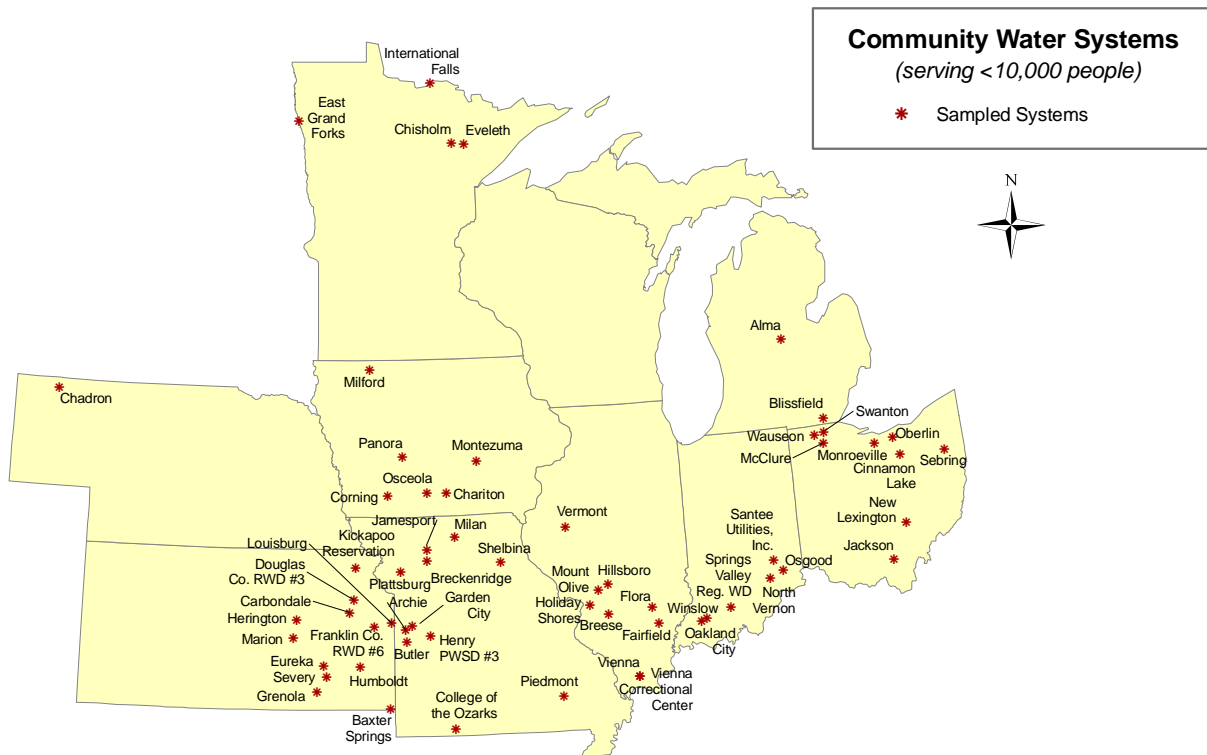 Community Water Systems
(serving <10,000 people)
Sampled Systems
N
International
Falls
East
Grand
Forks
Chisholm
Eveleth
Alma
Milford
Chadron
Blissfield
Swanton
Wauseon
McClure
Oberlin
Monroeville
Cinnamon
Lake
Sebring
Panora
Montezuma
Osceola
Corning
Chariton
New
Lexington
Jackson
Vermont
Santee
Utilities,
Inc.
Osgood
Springs
Valley
Reg. WD
North
Vernon
Jamesport
Milan
Kickapoo
Reservation
Shelbina
Louisburg
Douglas
Co. RWD #3
Plattsburg
Breckenridge
Mount
Olive
Hillsboro
Carbondale
Archie
Garden
City
Holiday
Shores
Flora
Winslow
Herington
Breese
Fairfield
Oakland
City
Marion
Franklin Co.
RWD #6
Butler
Henry
PWSD #3
Eureka
Severy
Humboldt
Grenola
Piedmont
Vienna
Vienna
Correctional
Center
College of
the Ozarks
Baxter
Springs